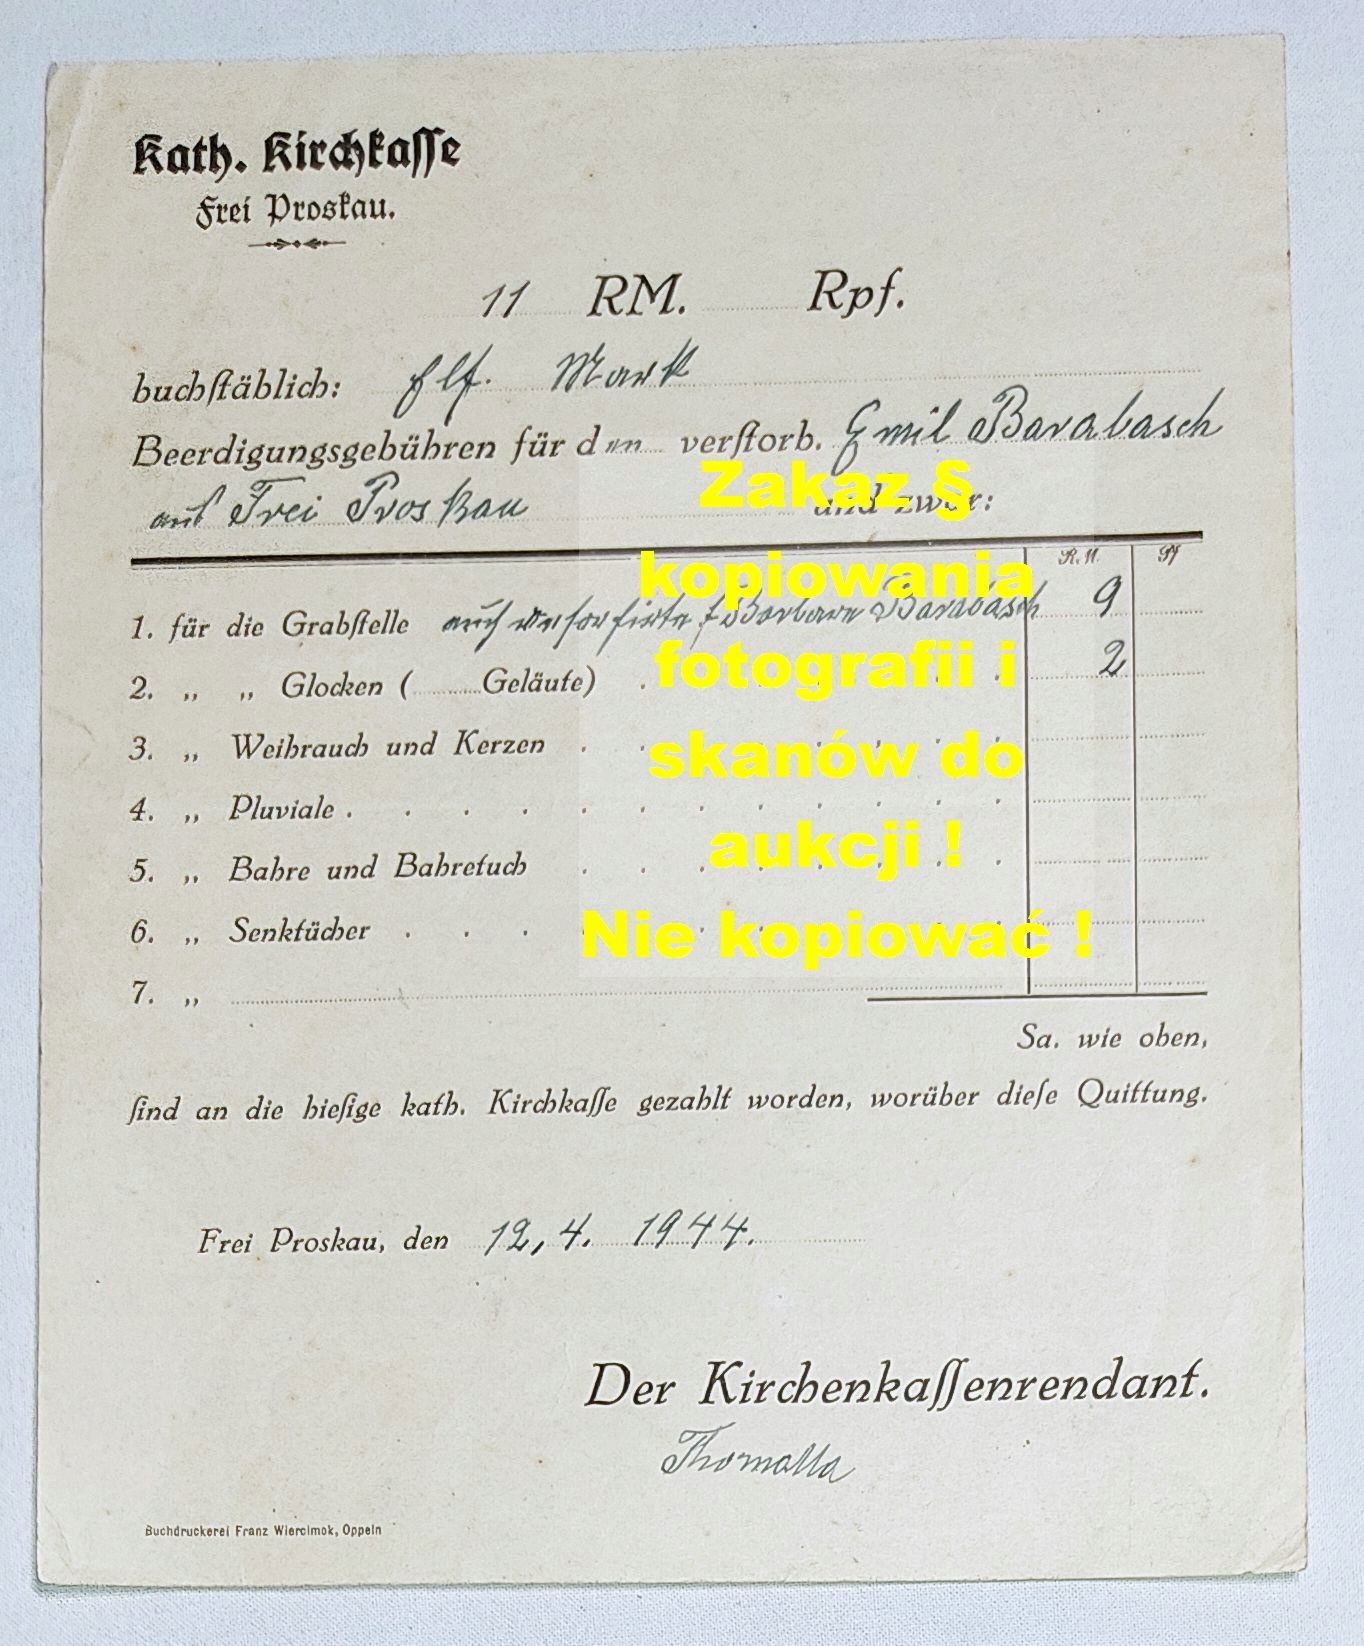 Kath. Kirchkasse
Frei Proskau.
11 RM. Rpf.
buchstäblich: Elf. Mark
Beerdigungsgebühren für den verstorb. Emil Barabasch
aus Frei Proskau und zwar:
R.M. Pf
1. für die Grabstelle auch Barbara Barabasch 9
2. „ „ Glocken ( Geläute) 2
3. „ Weihrauch und Kerzen
4. „ Pluviale
5. „ Bahre und Bahretuch
6. „ Senktücher
7. „
Sa. wie oben,
sind an die hiesige kath. Kirchkasse gezahlt worden, worüber diese Quittung.
Frei Proskau, den 12,4. 1944.
Der Kirchenkassenrendant.
Thomalla
Buchdruckerei Franz Wiercimok, Oppeln
Zakaz §
kopiowania
fotografii i
skanów do
aukcji !
Nie kopiować !